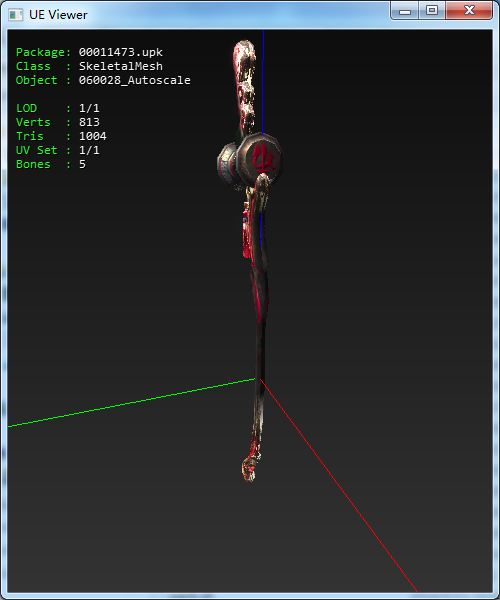 UE Viewer
Package: 00011473.upk
Class : SkeletalMesh
Object : 060028_Autoscale
LOD : 1/1
Verts : 813
Tris : 1004
UV Set : 1/1
Bones : 5